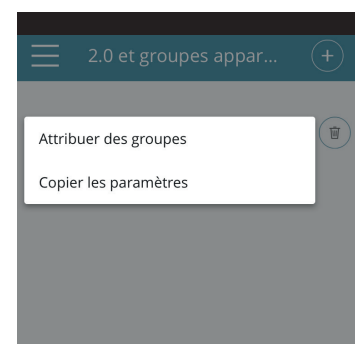 2.0 et groupes appar...
Attribuer des groupes
Copier les paramètres